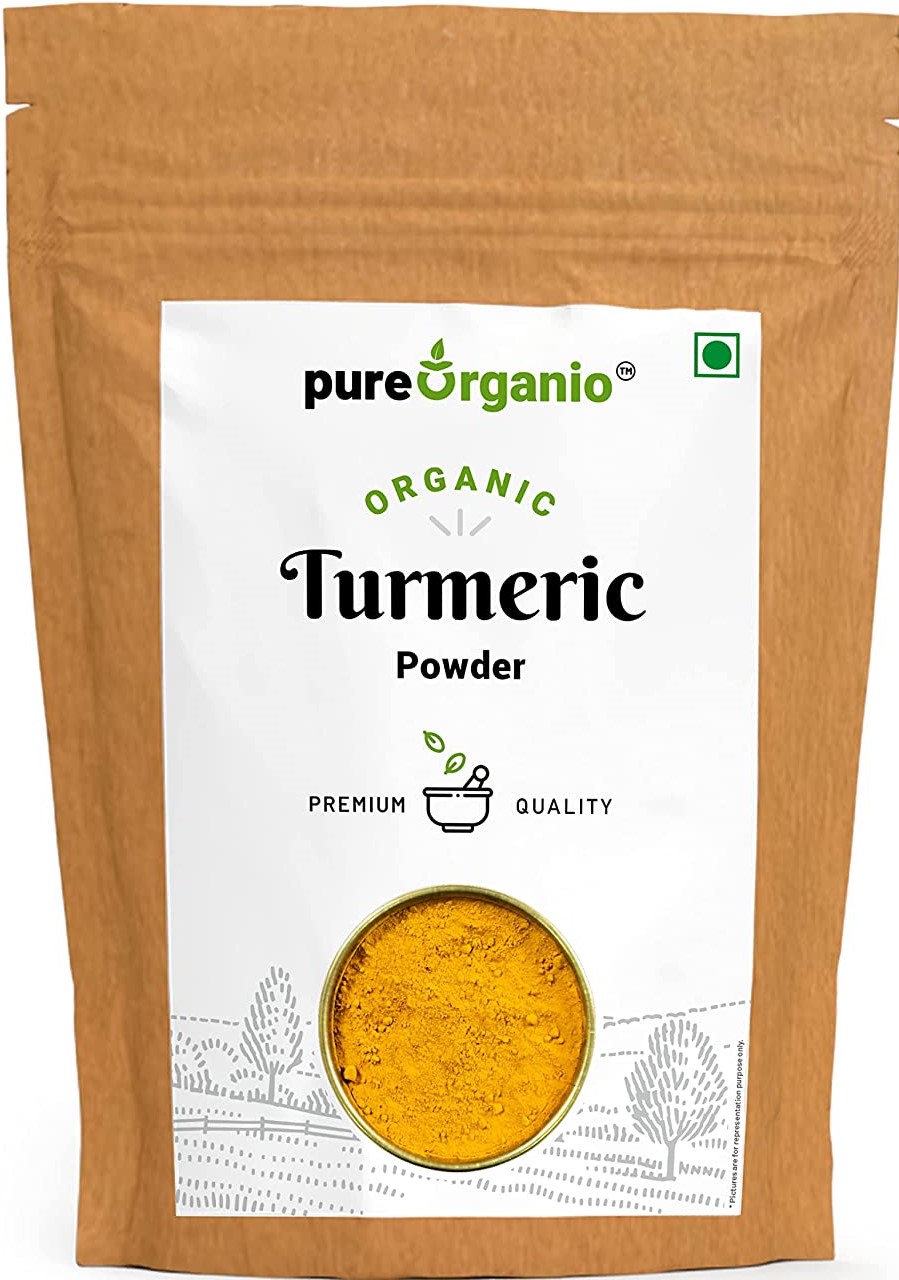 pureOrganio™
ORGANIC
Turmeric
Powder
PREMIUM QUALITY
* Pictures are for representation purpose only.